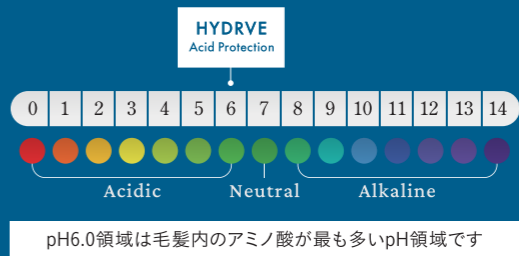 HYDRVE
Acid Protection
0 1 2 3 4 5 6 7 8 9 10 11 12 13 14
Acidic Neutral Alkaline
pH6.0領域は毛髪内のアミノ酸が最も多いpH領域です